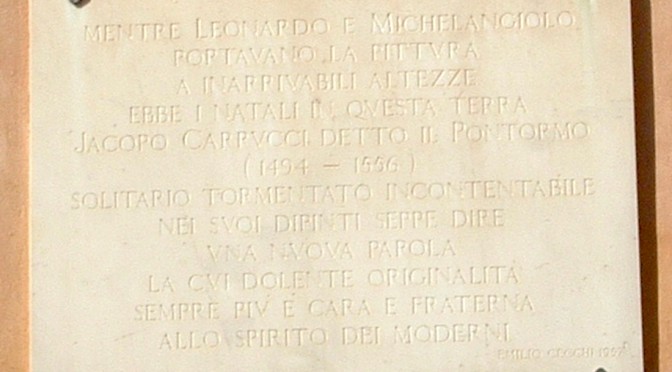 MENTRE LEONARDO E MICHELANGIOLO
PORTAVANO LA PITTVRA
A INARRIVABILI ALTEZZE
EBBE I NATALI IN QVESTA TERRA
JACOPO CARRVCCI DETTO IL PONTORMO
(1494 – 1556)
SOLITARIO TORMENTATO INCONTENTABILE
NEI SVOI DIPINTI SEPPE DIRE
VNA NVOVA PAROLA
LA CVI DOLENTE ORIGINALITÀ
SEMPRE PIV È CARA E FRATERNA
ALLO SPIRITO DEI MODERNI
EMILIO CECCHI